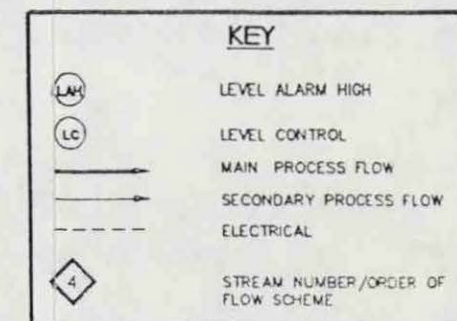 KEY
LAH LEVEL ALARM HIGH
LC LEVEL CONTROL
MAIN PROCESS FLOW
SECONDARY PROCESS FLOW
ELECTRICAL
4 STREAM NUMBER/ORDER OF
FLOW SCHEME